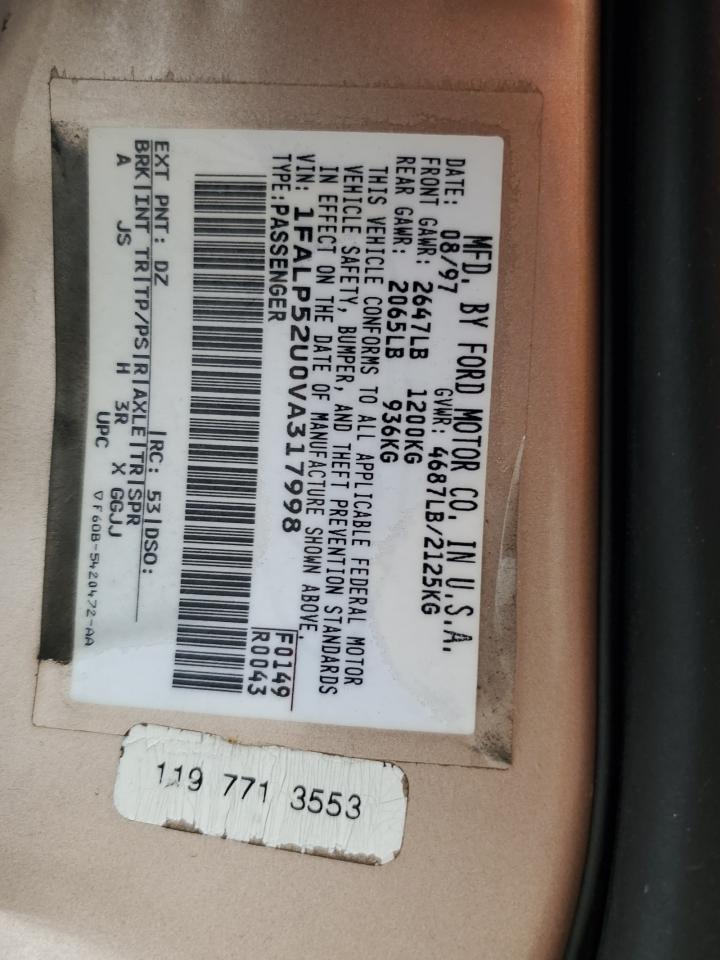 MFD. BY FORD MOTOR CO. IN U.S.A.
DATE: 08/97 GVWR: 4687LB/2125KG
FRONT GAWR: 2647LB 1200KG
REAR GAWR: 2065LB 936KG
THIS VEHICLE CONFORMS TO ALL APPLICABLE FEDERAL MOTOR
VEHICLE SAFETY, BUMPER, AND THEFT PREVENTION STANDARDS
IN EFFECT ON THE DATE OF MANUFACTURE SHOWN ABOVE.
VIN: 1FALP52U0VA317998
TYPE: PASSENGER
F0149
R0043
EXT PNT: DZ |RC: 53|DSO:
BRK|INT TR|TP/PS|R|AXLE|TR|SPR
A JS H 3R X GGJJ
UPC
▽F60B-5420472-AA
119 771 3553